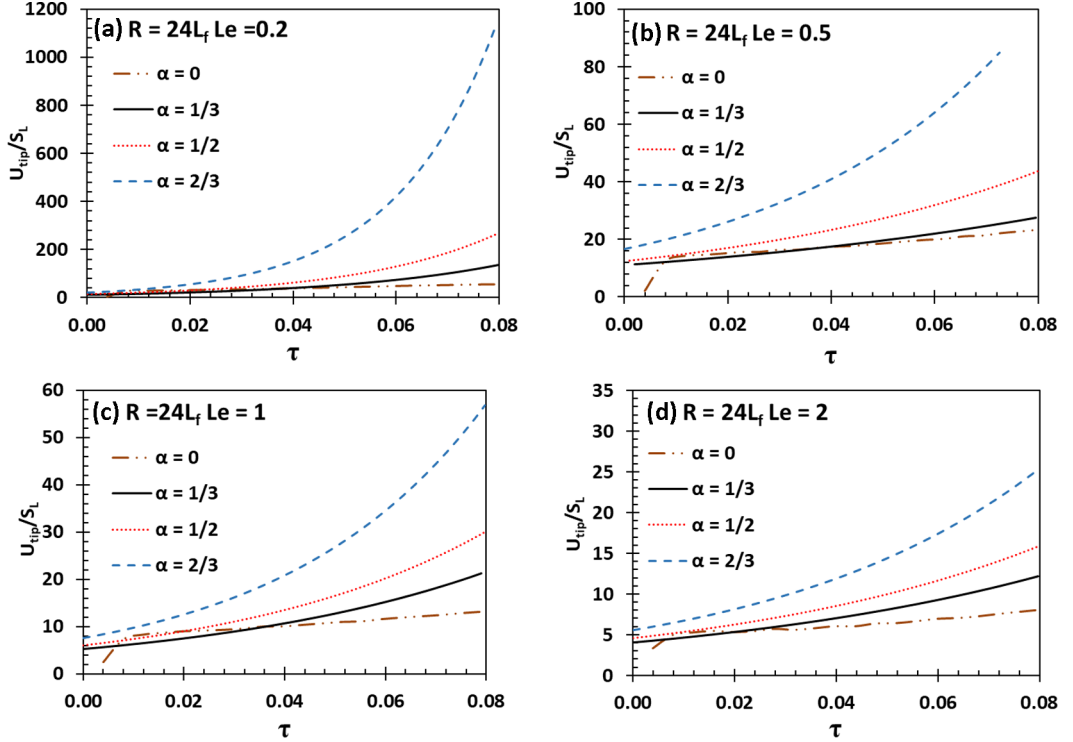 (a) R = 24Lf Le =0.2
1200
1000
800
600
400
200
0
Utip/SL
α = 0
α = 1/3
α = 1/2
α = 2/3
0.00 0.02 0.04 0.06 0.08
τ
(b) R = 24Lf Le = 0.5
100
80
60
40
20
0
Utip/SL
α = 0
α = 1/3
α = 1/2
α = 2/3
0.00 0.02 0.04 0.06 0.08
τ
(c) R =24Lf Le = 1
60
50
40
30
20
10
0
Utip/SL
α = 0
α = 1/3
α = 1/2
α = 2/3
0.00 0.02 0.04 0.06 0.08
τ
(d) R = 24Lf Le = 2
35
30
25
20
15
10
5
0
Utip/SL
α = 0
α = 1/3
α = 1/2
α = 2/3
0.00 0.02 0.04 0.06 0.08
τ